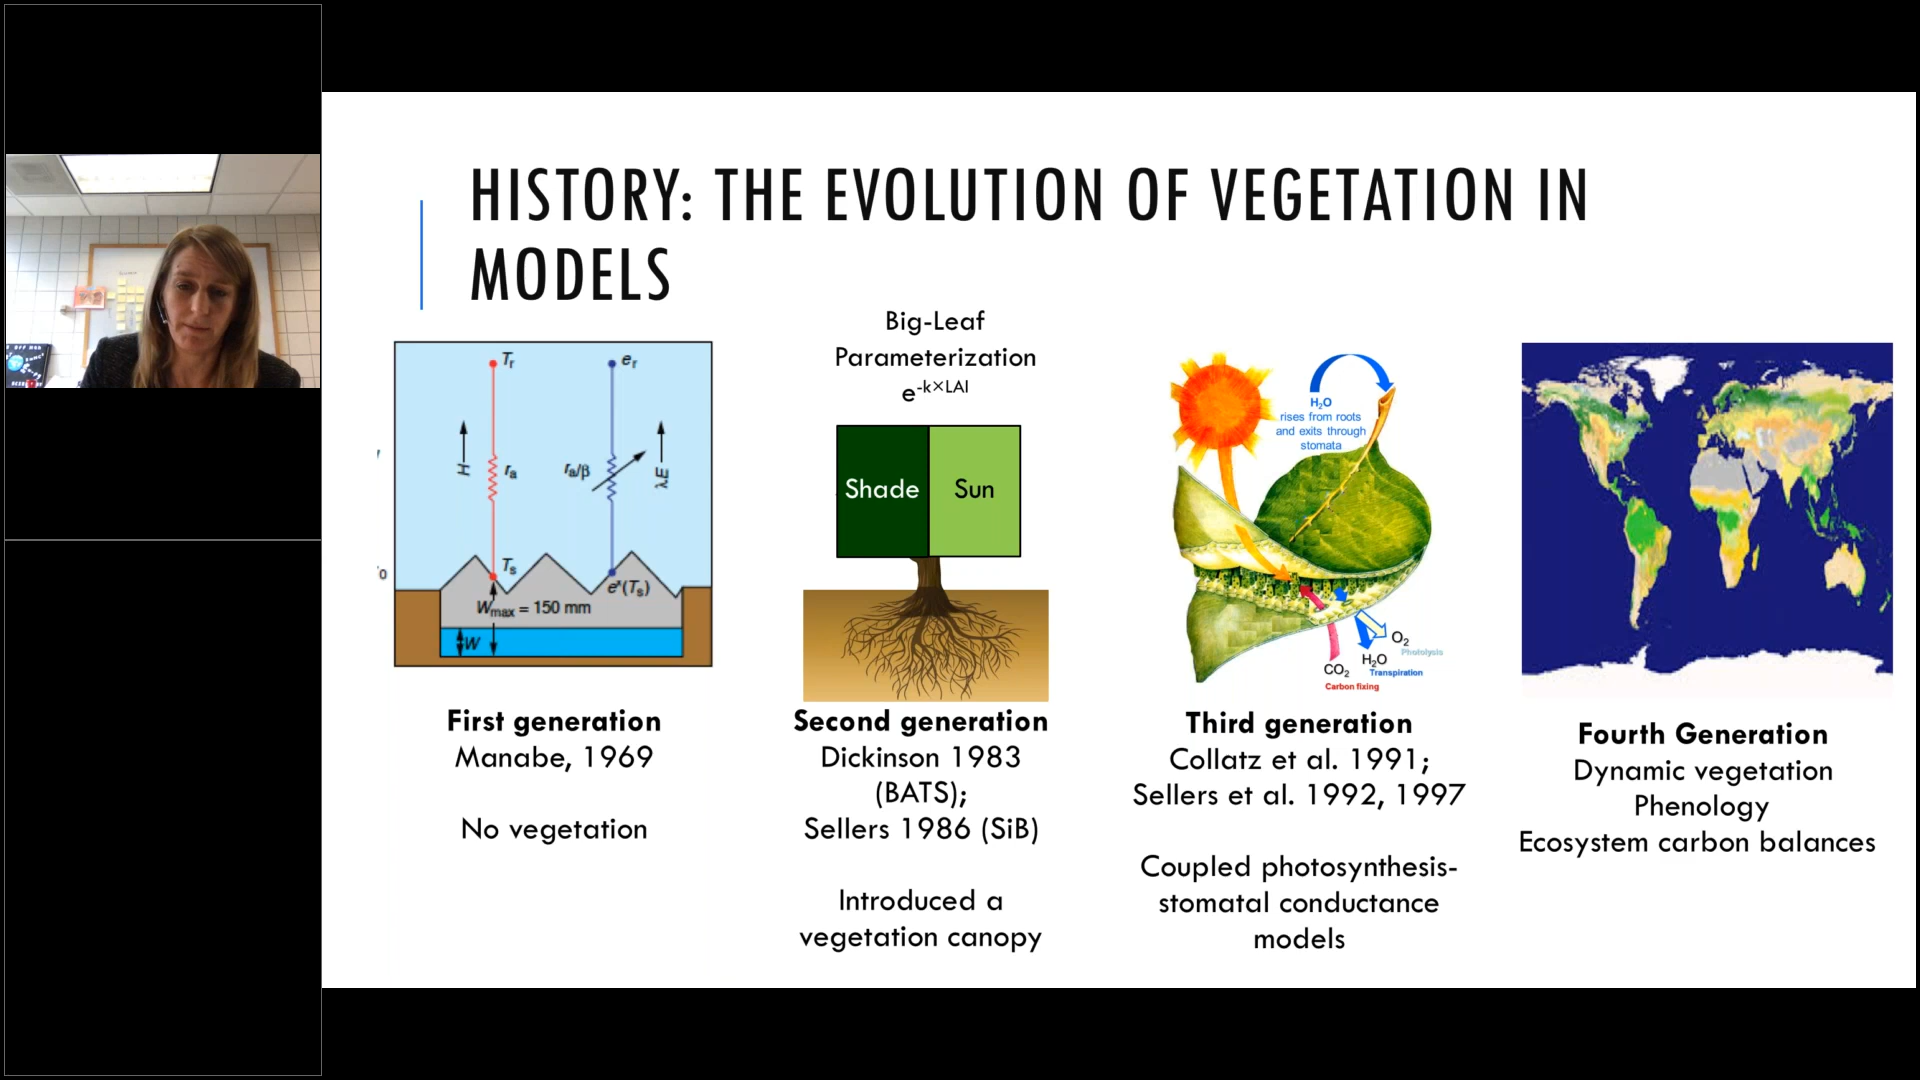 HISTORY: THE EVOLUTION OF VEGETATION IN
MODELS
Tr
er
H
ra
ra/β
λE
Ts
e*(Ts)
Wmax = 150 mm
W
First generation
Manabe, 1969
No vegetation
Big-Leaf
Parameterization
e-k×LAI
Shade
Sun
Second generation
Dickinson 1983
(BATS);
Sellers 1986 (SiB)
Introduced a
vegetation canopy
H2O
rises from roots
and exits through
stomata
O2
Photolysis
H2O
Transpiration
CO2
Carbon fixing
Third generation
Collatz et al. 1991;
Sellers et al. 1992, 1997
Coupled photosynthesis-
stomatal conductance
models
Fourth Generation
Dynamic vegetation
Phenology
Ecosystem carbon balances